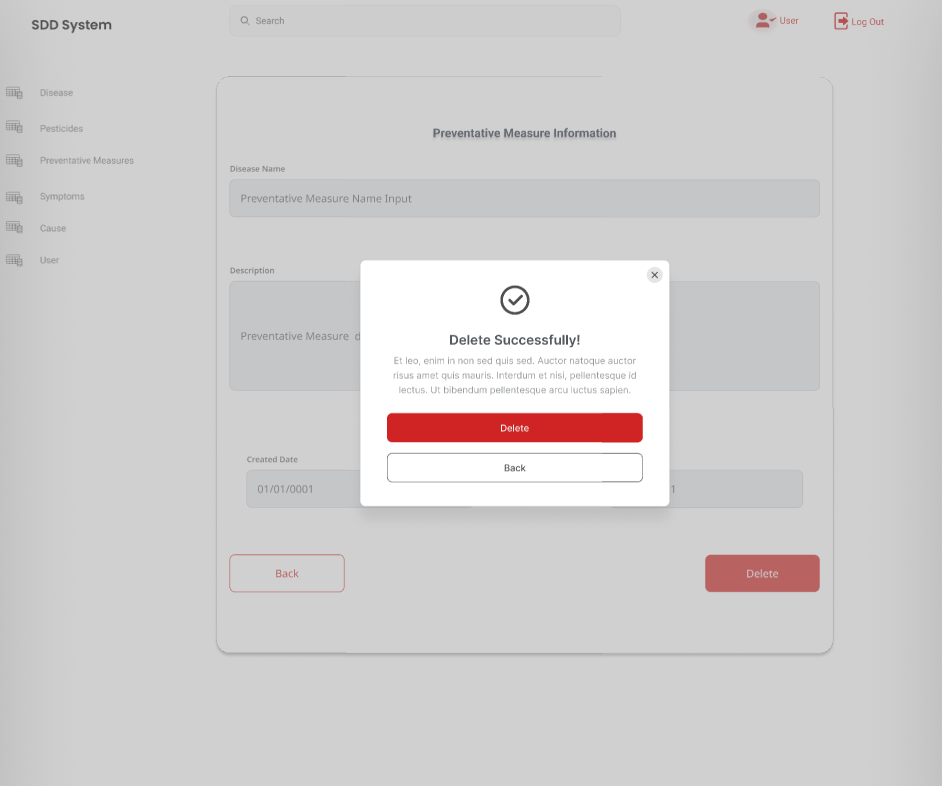 SDD System
Search
User
Log Out
Disease
Pesticides
Preventative Measures
Symptoms
Cause
User
Preventative Measure Information
Disease Name
Preventative Measure Name Input
Description
Preventative Measure d
Delete Successfully!
Et leo, enim in non sed quis sed. Auctor natoque auctor
risus amet quis mauris. Interdum et nisi, pellentesque id
lectus. Ut bibendum pellentesque arcu luctus sapien.
Delete
Back
Created Date
01/01/0001
1
Back
Delete